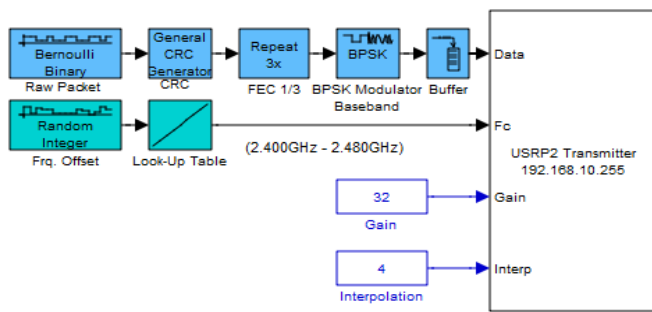 Bernoulli
Binary
Raw Packet
General
CRC
Generator
CRC
Repeat
3x
FEC 1/3
BPSK
BPSK Modulator
Baseband
Buffer
Data
Random
Integer
Frq. Offset
Look-Up Table
(2.400GHz - 2.480GHz)
Fc
USRP2 Transmitter
192.168.10.255
32
Gain
Gain
4
Interpolation
Interp